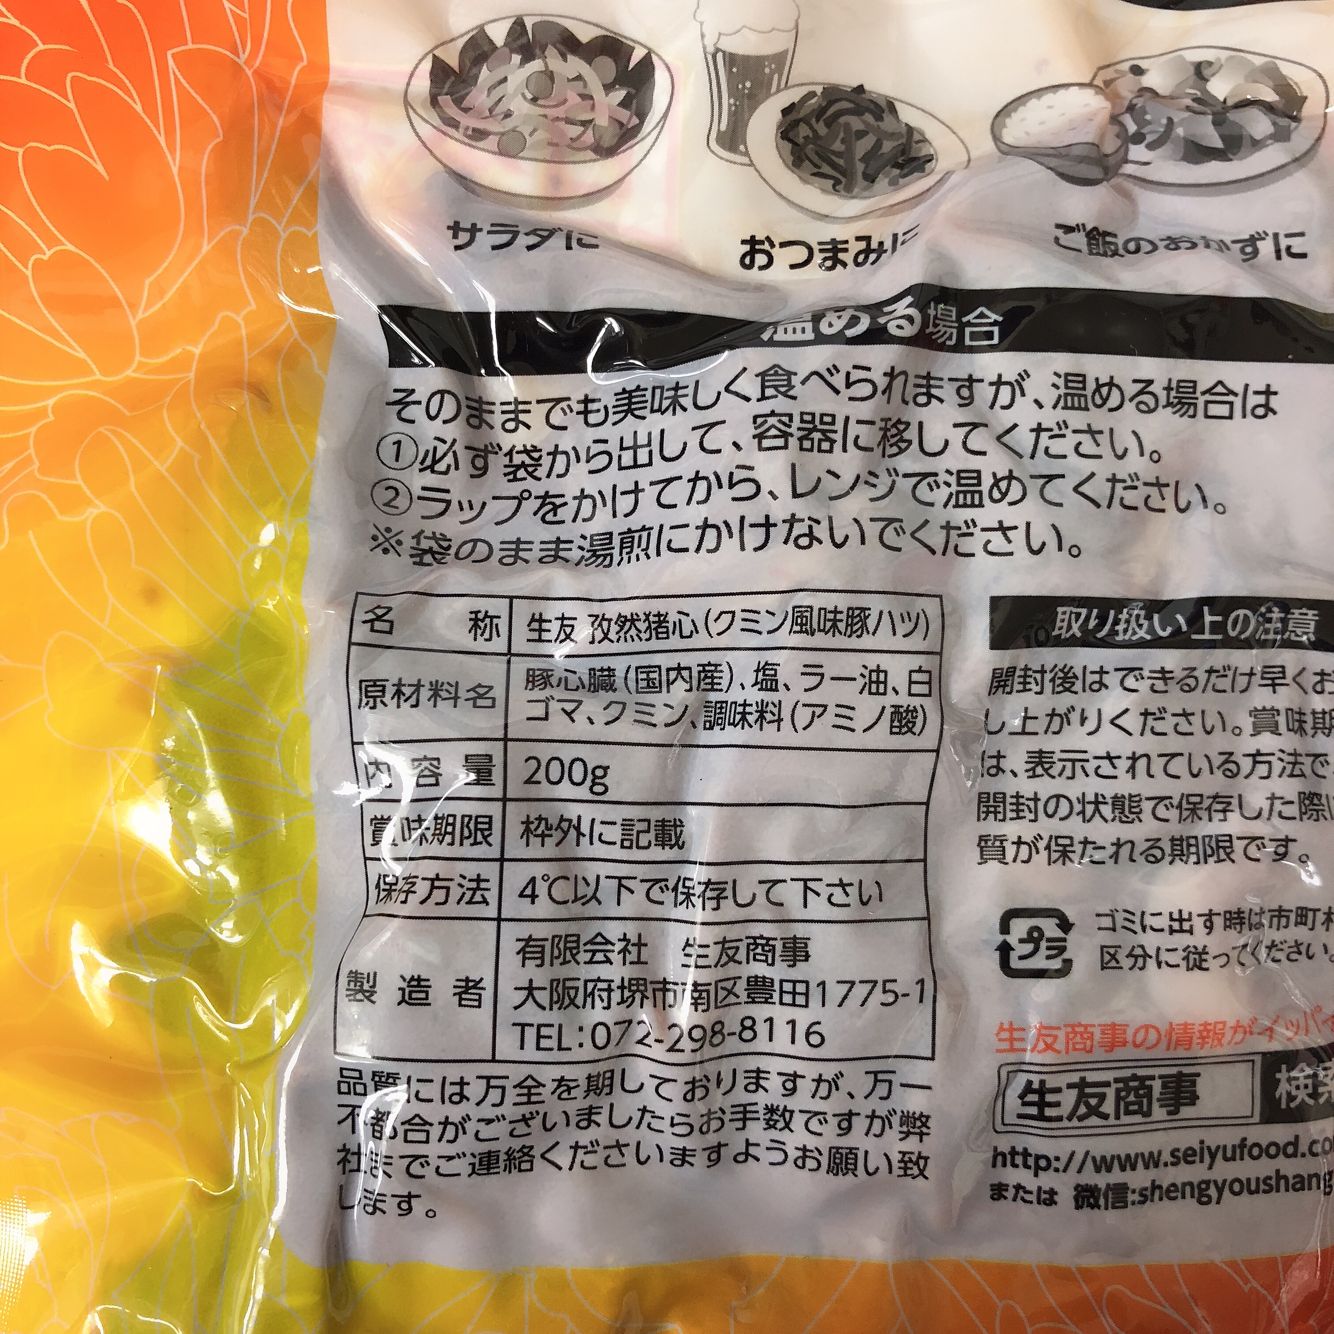 サラダに
おつまみに
ご飯のおかずに
温める場合
そのままでも美味しく食べられますが、温める場合は
①必ず袋から出して、容器に移してください。
②ラップをかけてから、レンジで温めてください。
※袋のまま湯煎にかけないでください。
名称 生友 孜然猪心(クミン風味豚ハツ)
原材料名 豚心臓(国内産)、塩、ラー油、白
ゴマ、クミン、調味料(アミノ酸)
内容量 200g
賞味期限 枠外に記載
保存方法 4℃以下で保存して下さい
製造者 有限会社 生友商事
大阪府堺市南区豊田1775-1
TEL:072-298-8116
品質には万全を期しておりますが、万一
不都合がございましたらお手数ですが弊
社までご連絡くださいますようお願い致
します。
取り扱い上の注意
開封後はできるだけ早くお
し上がりください。賞味期
は、表示されている方法で
開封の状態で保存した際に
質が保たれる期限です。
プラ
ゴミに出す時は市町村
区分に従ってください。
生友商事の情報がイッパイ
生友商事 検索
http://www.seiyufood.co
または 微信:shengyoushang